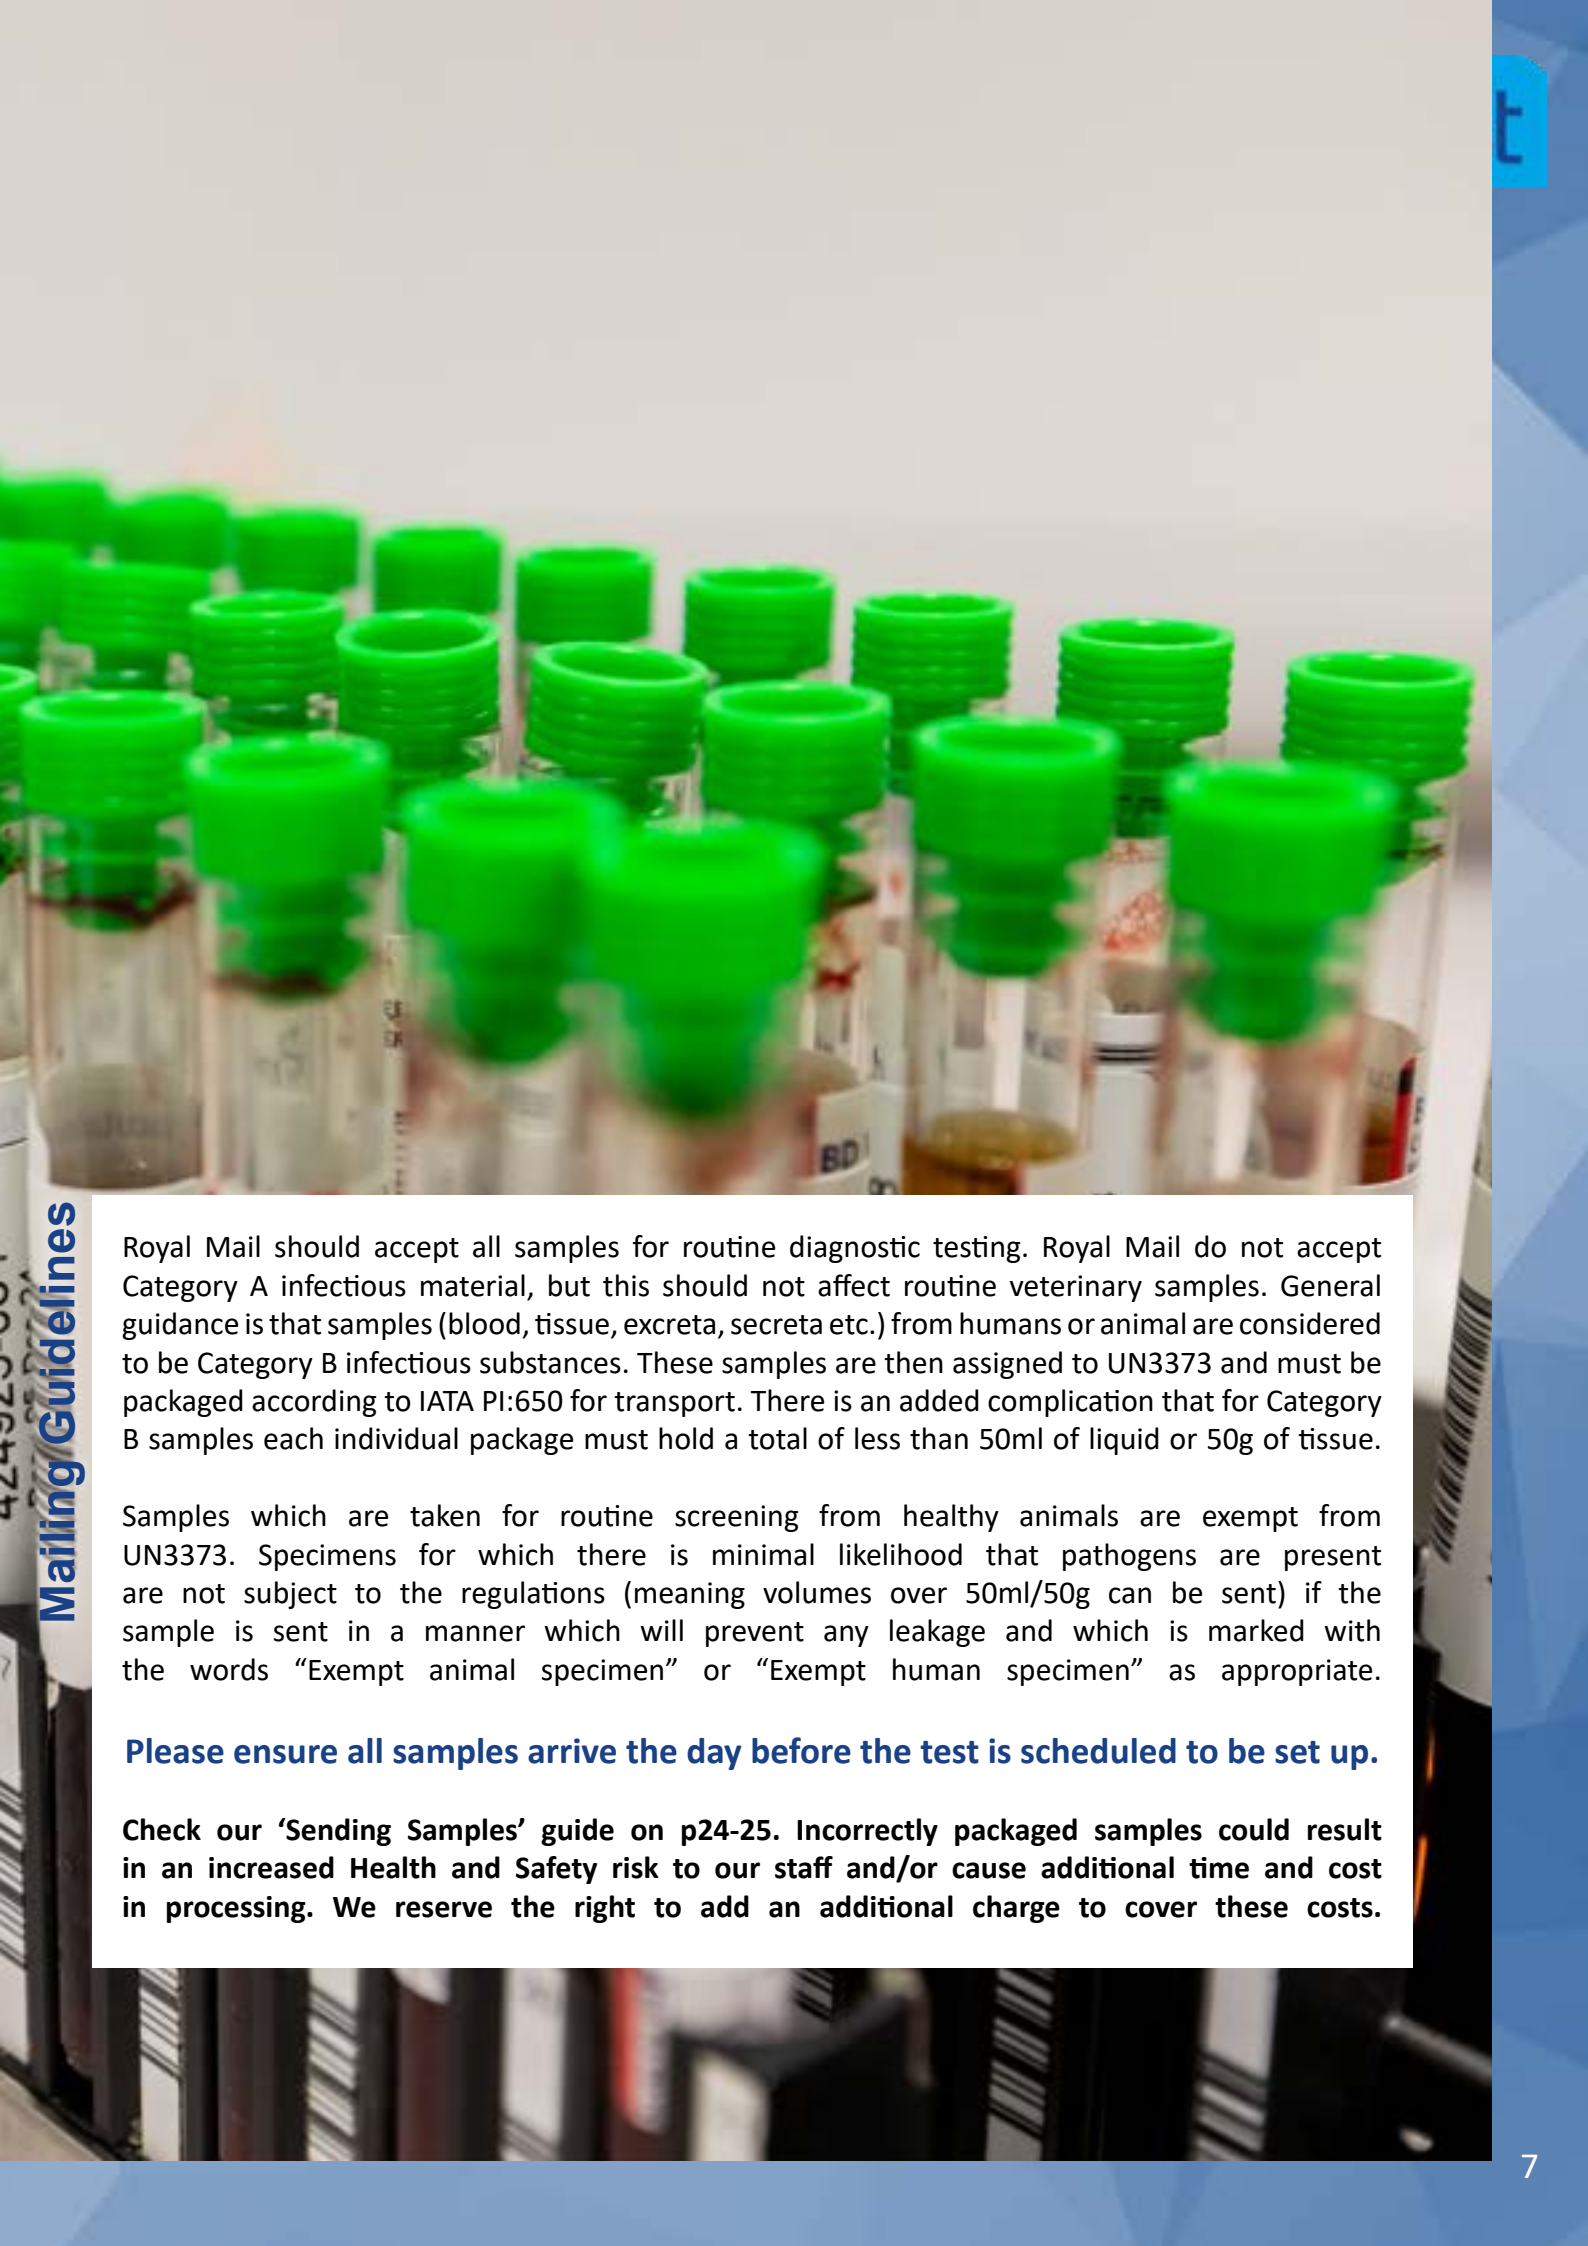 t
Mailing Guidelines
Royal Mail should accept all samples for routine diagnostic testing. Royal Mail do not accept
Category A infectious material, but this should not affect routine veterinary samples. General
guidance is that samples (blood, tissue, excreta, secreta etc.) from humans or animal are considered
to be Category B infectious substances. These samples are then assigned to UN3373 and must be
packaged according to IATA PI:650 for transport. There is an added complication that for Category
B samples each individual package must hold a total of less than 50ml of liquid or 50g of tissue.
Samples which are taken for routine screening from healthy animals are exempt from
UN3373. Specimens for which there is minimal likelihood that pathogens are present
are not subject to the regulations (meaning volumes over 50ml/50g can be sent) if the
sample is sent in a manner which will prevent any leakage and which is marked with
the words “Exempt animal specimen” or “Exempt human specimen” as appropriate.
Please ensure all samples arrive the day before the test is scheduled to be set up.
Check our ‘Sending Samples’ guide on p24-25. Incorrectly packaged samples could result
in an increased Health and Safety risk to our staff and/or cause additional time and cost
in processing. We reserve the right to add an additional charge to cover these costs.
BD
7